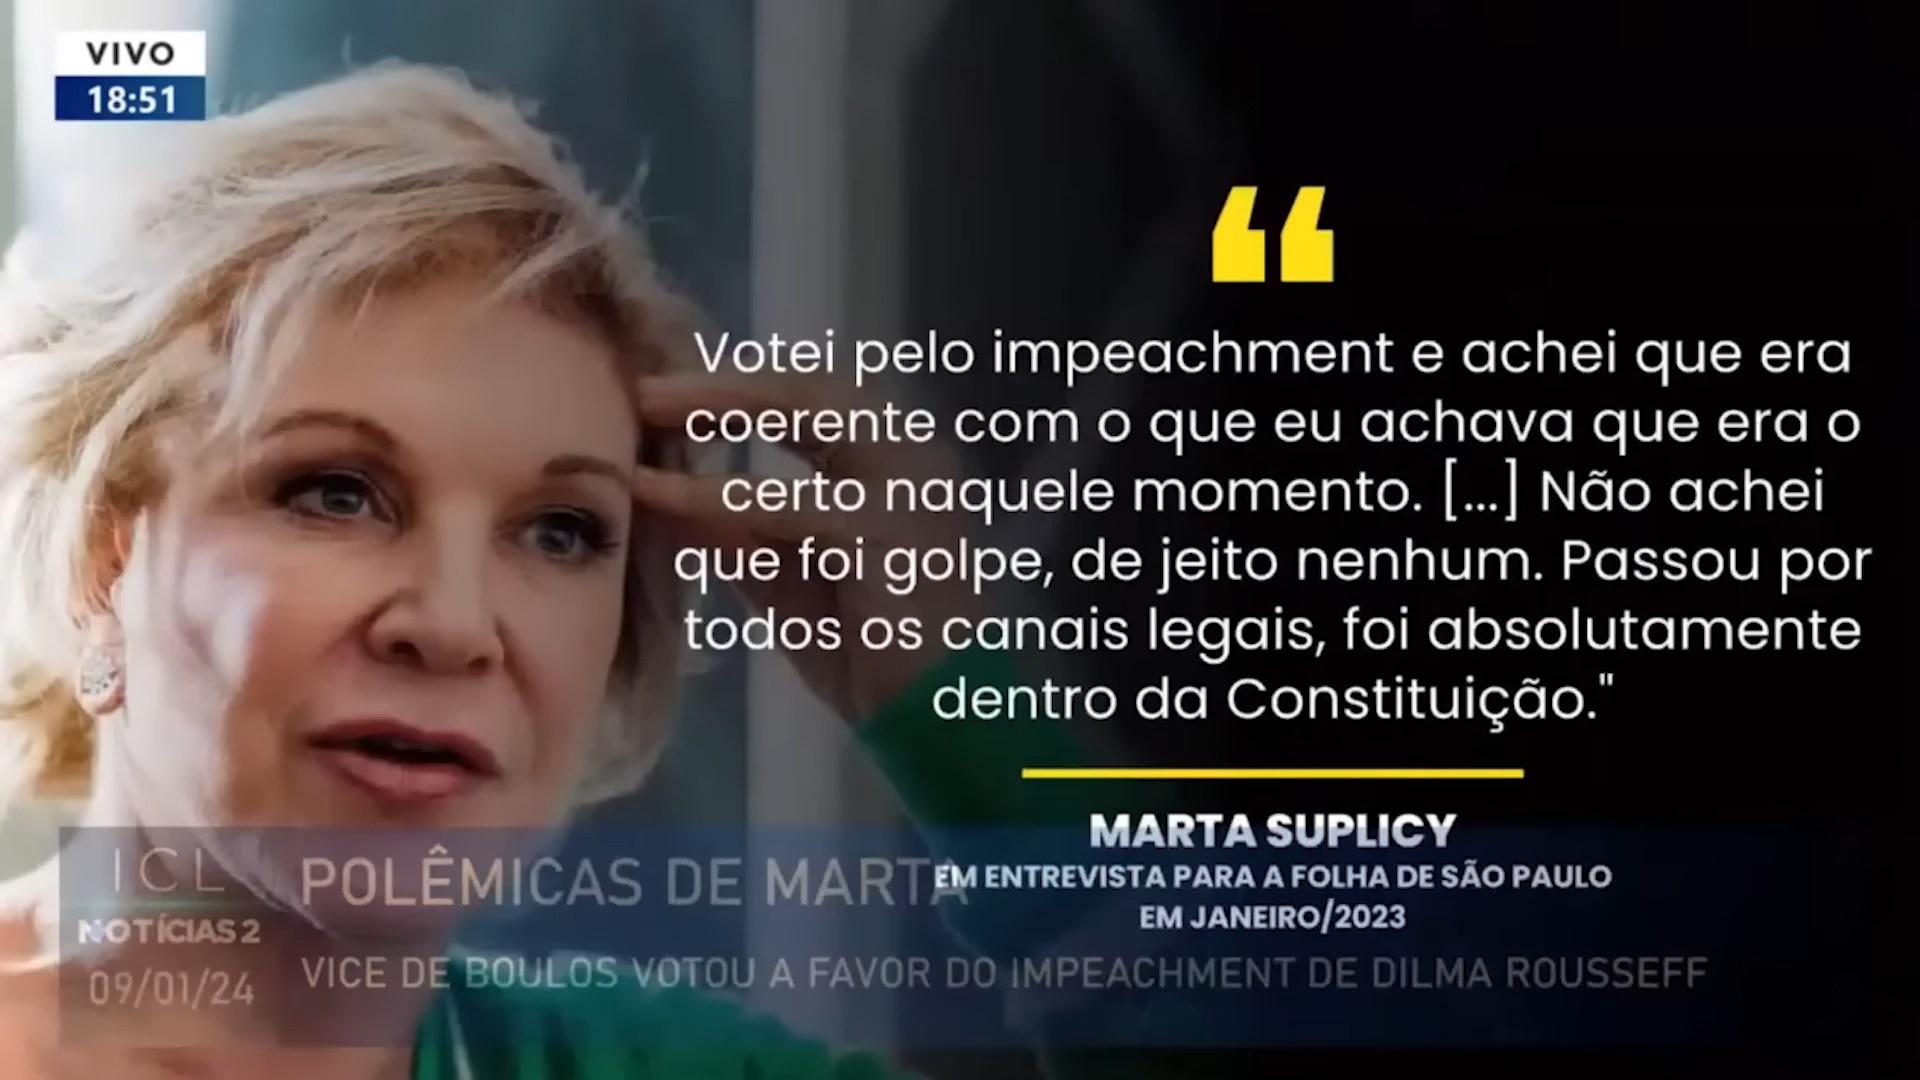 VIVO
18:51
“
Votei pelo impeachment e achei que era
coerente com o que eu achava que era o
certo naquele momento. [...] Não achei
que foi golpe, de jeito nenhum. Passou por
todos os canais legais, foi absolutamente
dentro da Constituição."
MARTA SUPLICY
EM ENTREVISTA PARA A FOLHA DE SÃO PAULO
EM JANEIRO/2023
ICL
NOTÍCIAS 2
09/01/24
POLÊMICAS DE MARTA
VICE DE BOULOS VOTOU A FAVOR DO IMPEACHMENT DE DILMA ROUSSEFF